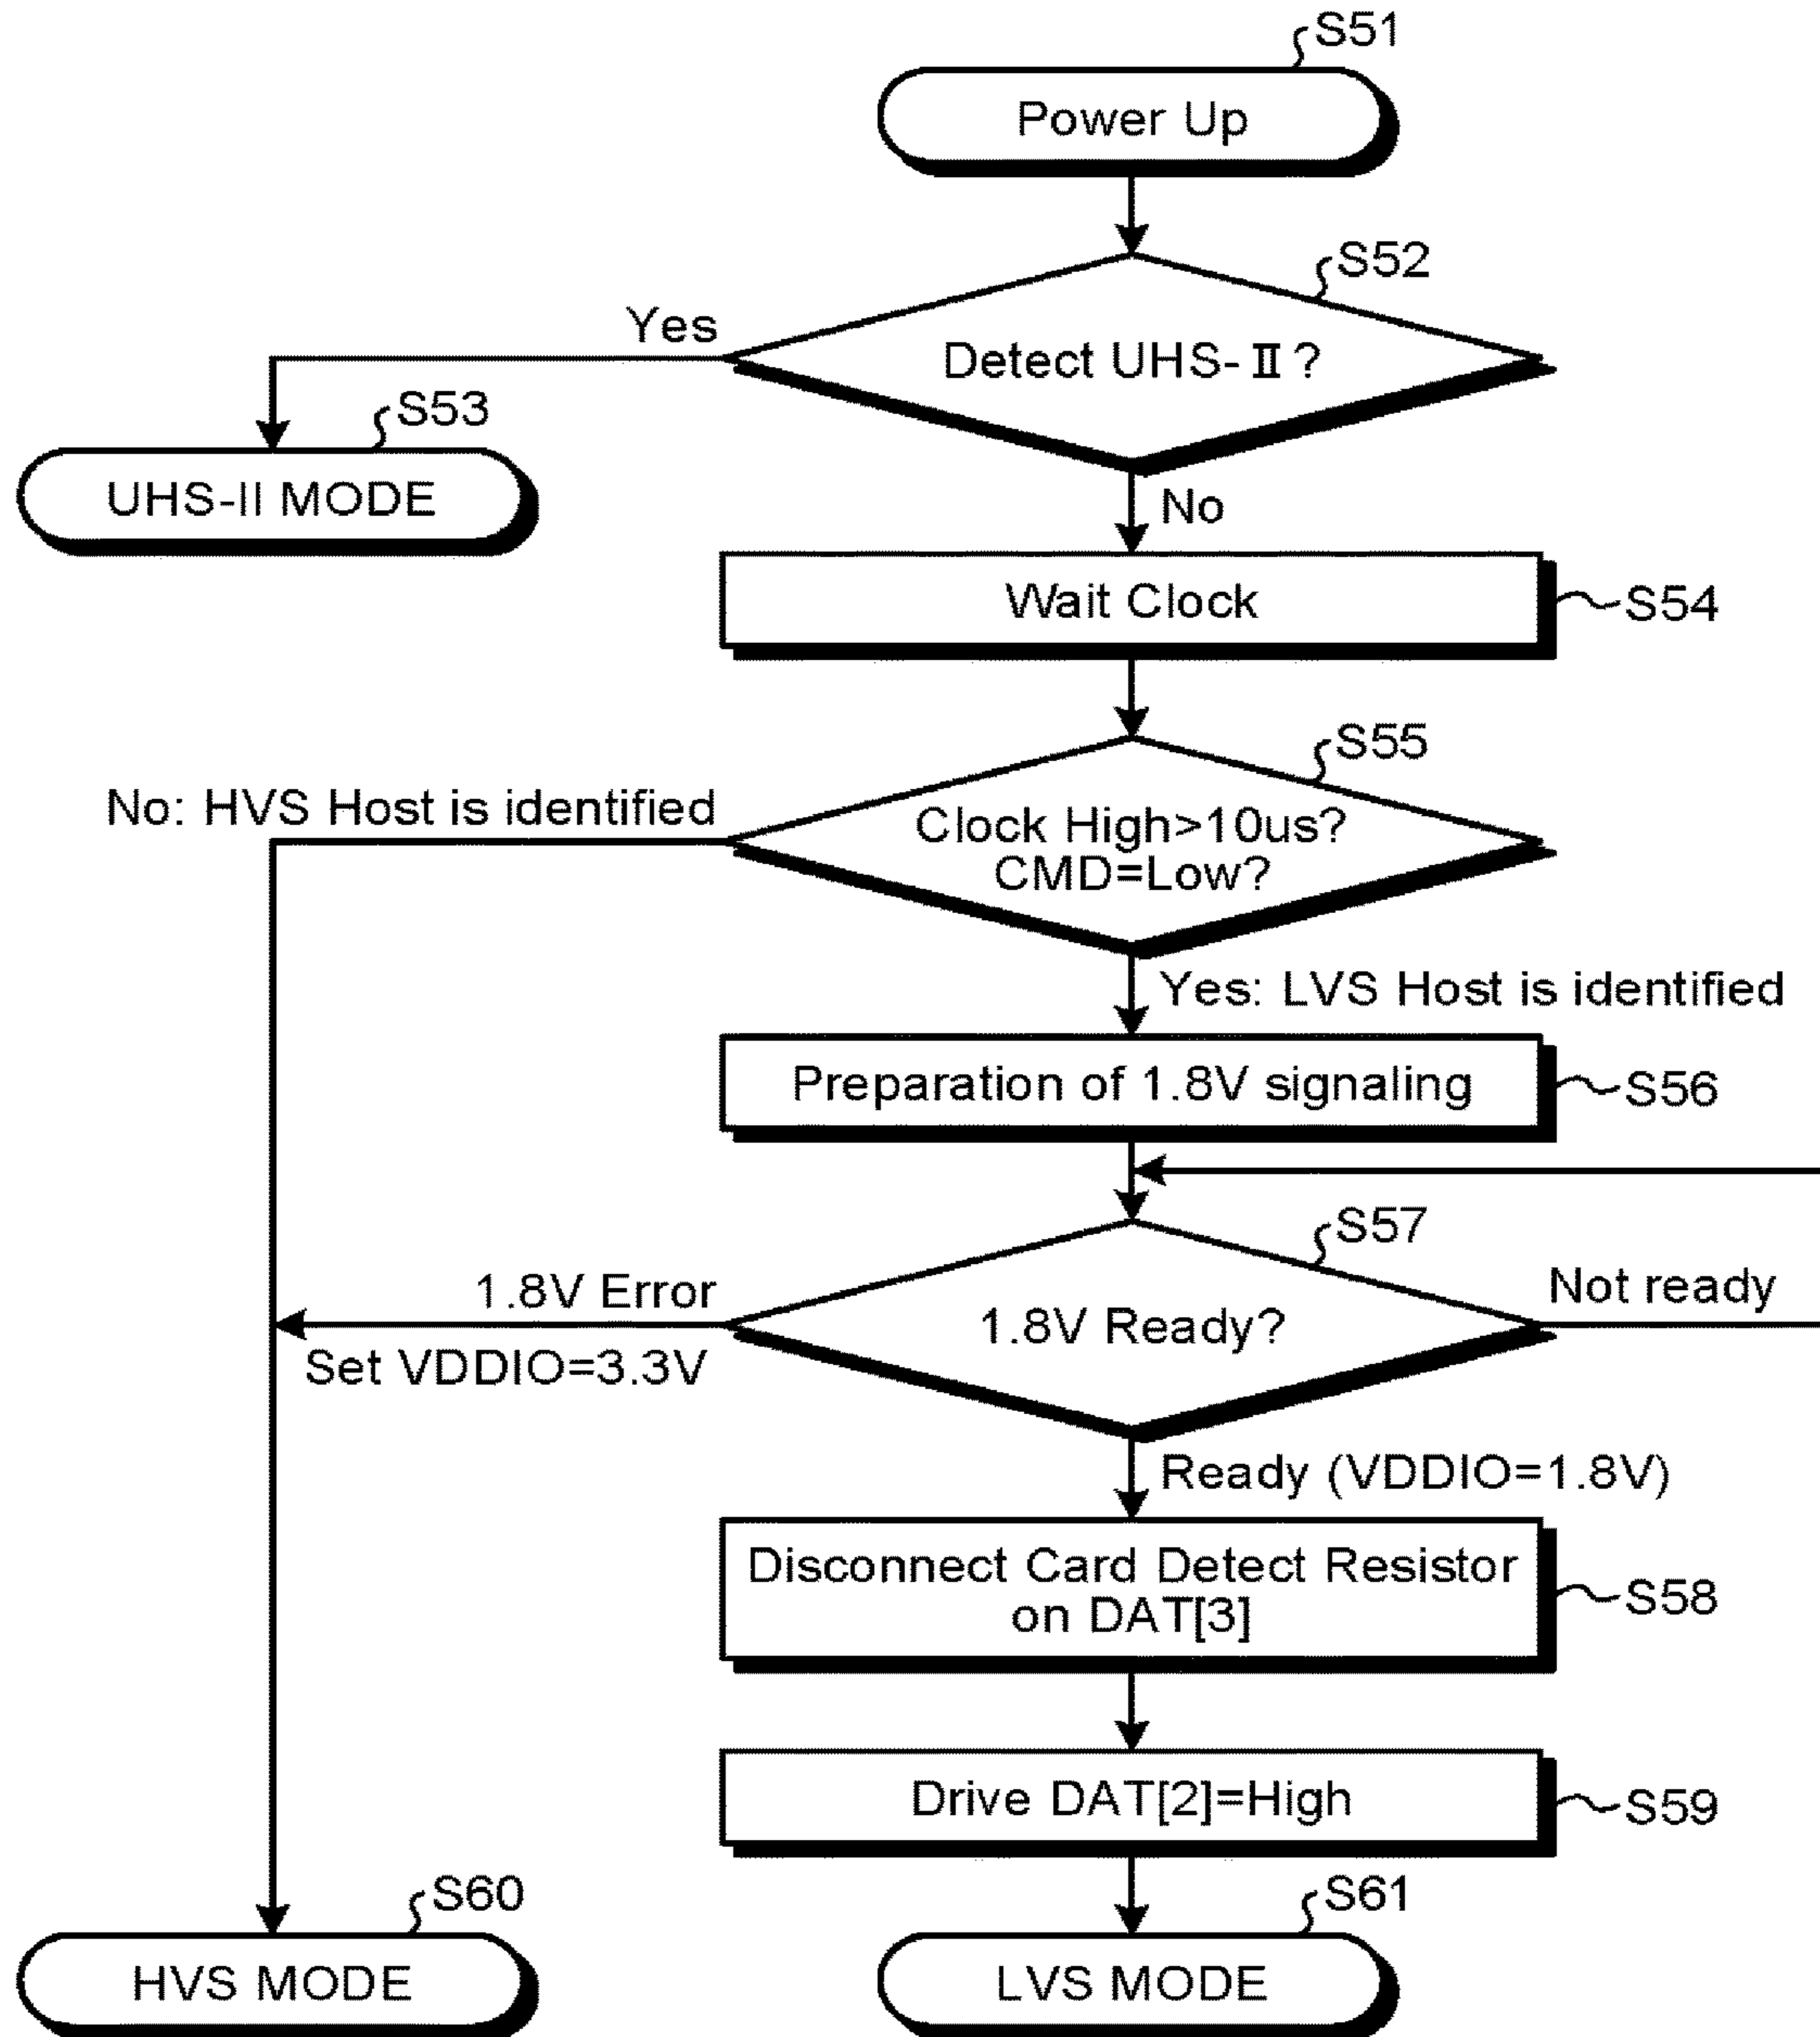 S51
Power Up
S52
Yes
Detect UHS-Ⅱ?
S53
UHS-II MODE
No
Wait Clock
S54
S55
No: HVS Host is identified
Clock High>10us?
CMD=Low?
Yes: LVS Host is identified
Preparation of 1.8V signaling
S56
S57
1.8V Error
Not ready
1.8V Ready?
Set VDDIO=3.3V
Ready (VDDIO=1.8V)
Disconnect Card Detect Resistor
on DAT[3]
S58
Drive DAT[2]=High
S59
S60
S61
HVS MODE
LVS MODE